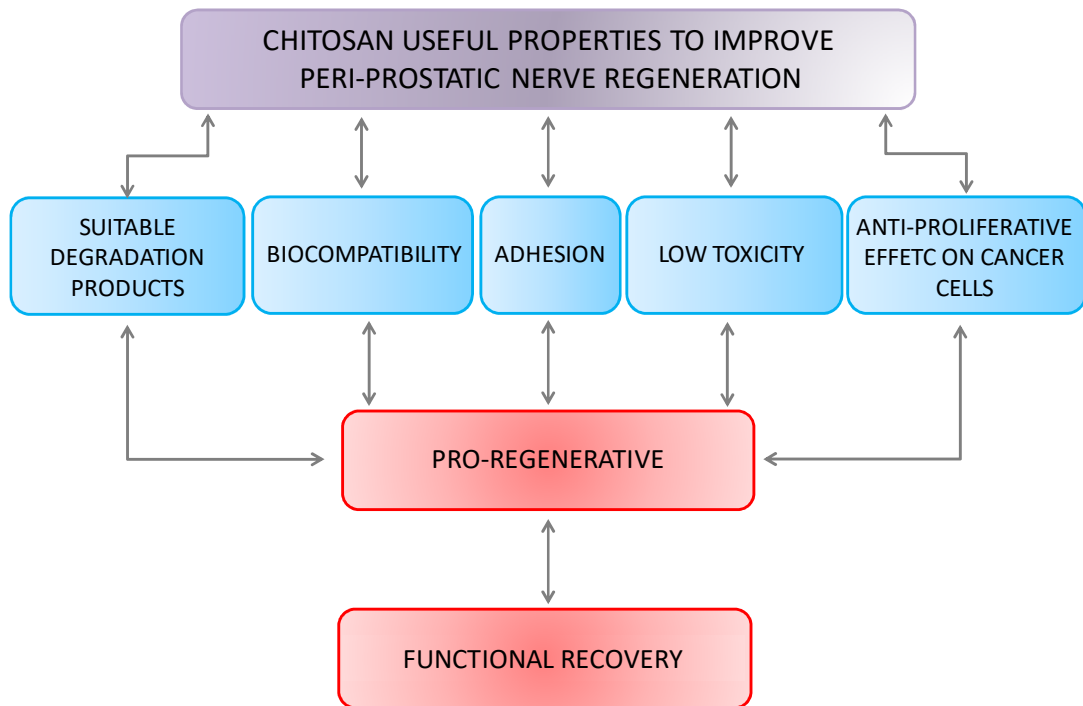 CHITOSAN USEFUL PROPERTIES TO IMPROVE
PERI-PROSTATIC NERVE REGENERATION
SUITABLE
DEGRADATION
PRODUCTS
BIOCOMPATIBILITY
ADHESION
LOW TOXICITY
ANTI-PROLIFERATIVE
EFFETC ON CANCER
CELLS
PRO-REGENERATIVE
FUNCTIONAL RECOVERY